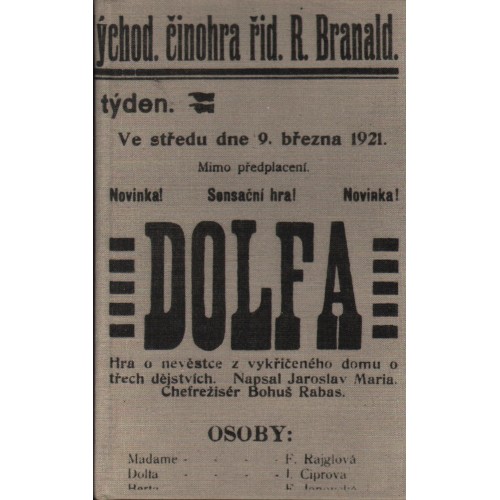 ýchod. činohra řid. R. Branald.
týden.
Ve středu dne 9. března 1921.
Mimo předplacení.
Novinka! Sensační hra! Novinka!
DOLFA
Hra o nevěstce z vykřičeného domu o
třech dějstvích. Napsal Jaroslav Maria.
Chefrežisér Bohuš Rabas.
OSOBY:
Madame - - - - F. Rajglová
Dolfa - - - - J. Ciprova